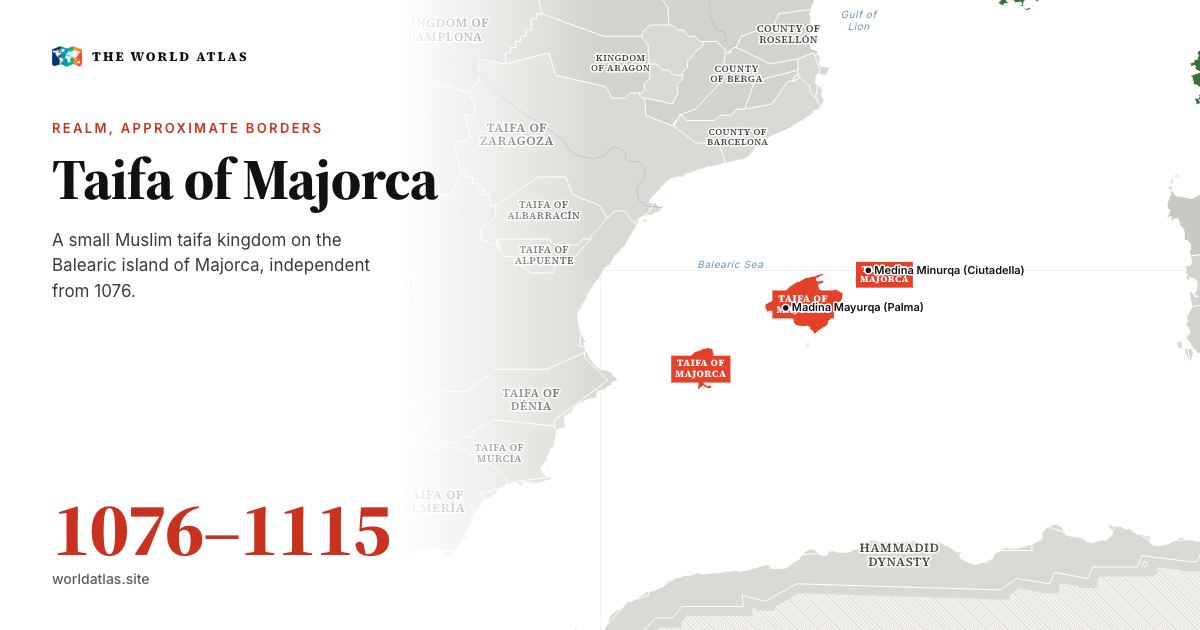 THE WORLD ATLAS
REALM, APPROXIMATE BORDERS
Taifa of Majorca
A small Muslim taifa kingdom on the
Balearic island of Majorca, independent
from 1076.
1076–1115
worldatlas.site
KINGDOM OF
PAMPLONA
KINGDOM
OF ARAGON
COUNTY OF
ROSELLÓN
Gulf of
Lion
COUNTY
OF BERGA
TAIFA OF
ZARAGOZA
COUNTY OF
BARCELONA
TAIFA OF
ALBARRACÍN
TAIFA OF
ALPUENTE
Balearic Sea
Medina Minurqa (Ciutadella)
MAJORCA
TAIFA OF
Madina Mayurqa (Palma)
TAIFA OF
MAJORCA
TAIFA OF
DÉNIA
TAIFA OF
MURCIA
TAIFA OF
ALMERÍA
HAMMADID
DYNASTY